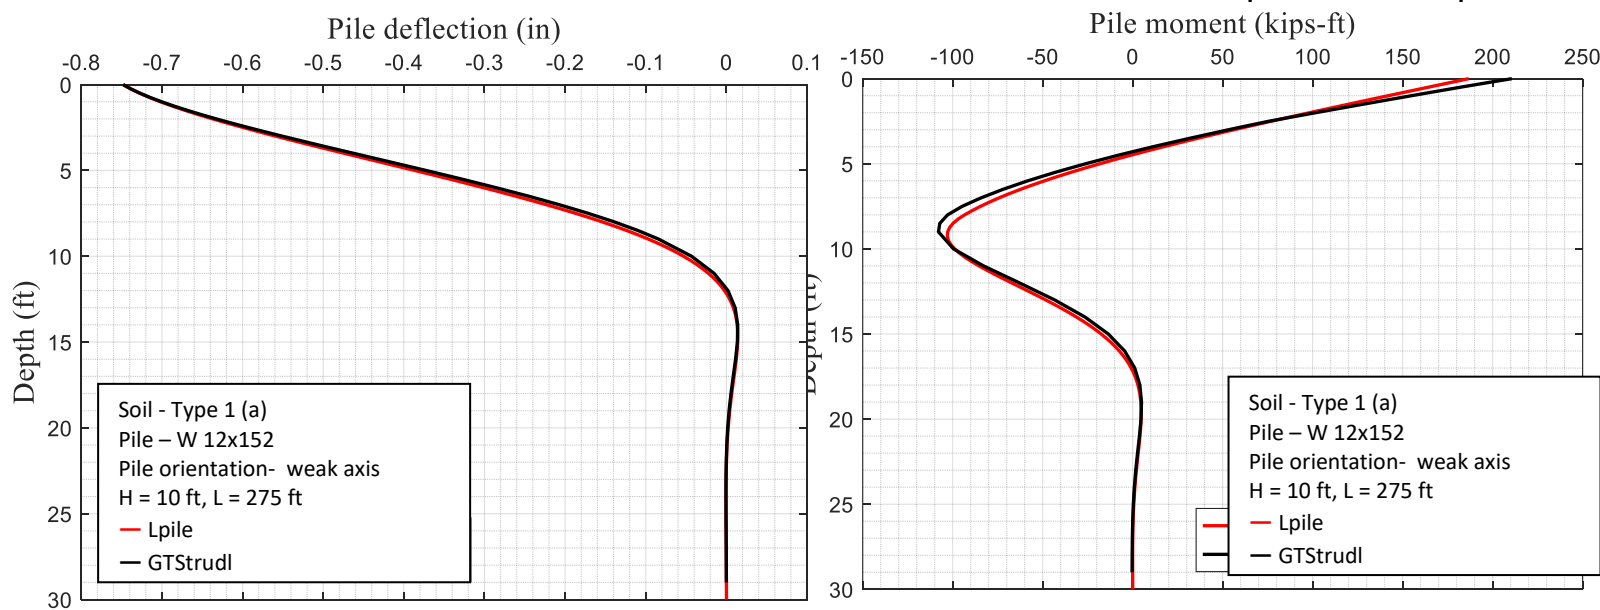 Pile deflection (in)
-0.8 -0.7 -0.6 -0.5 -0.4 -0.3 -0.2 -0.1 0 0.1
0
5
10
15
20
25
30
Depth (ft)
Soil - Type 1 (a)
Pile – W 12x152
Pile orientation- weak axis
H = 10 ft, L = 275 ft
Lpile
GTStrudl
Pile moment (kips-ft)
-150 -100 -50 0 50 100 150 200 250
0
5
10
15
20
25
30
Depth (ft)
Soil - Type 1 (a)
Pile – W 12x152
Pile orientation- weak axis
H = 10 ft, L = 275 ft
Lpile
GTStrudl